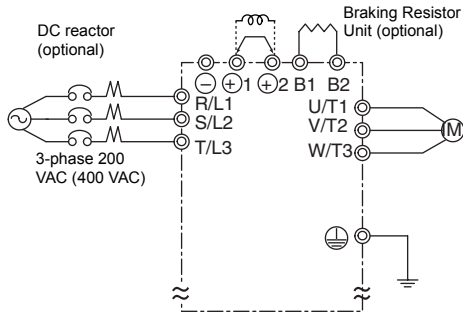 DC reactor
(optional)
Braking Resistor
Unit (optional)
− +1 +2 B1 B2
R/L1
S/L2
T/L3
U/T1
V/T2
W/T3
M
3-phase 200
VAC (400 VAC)